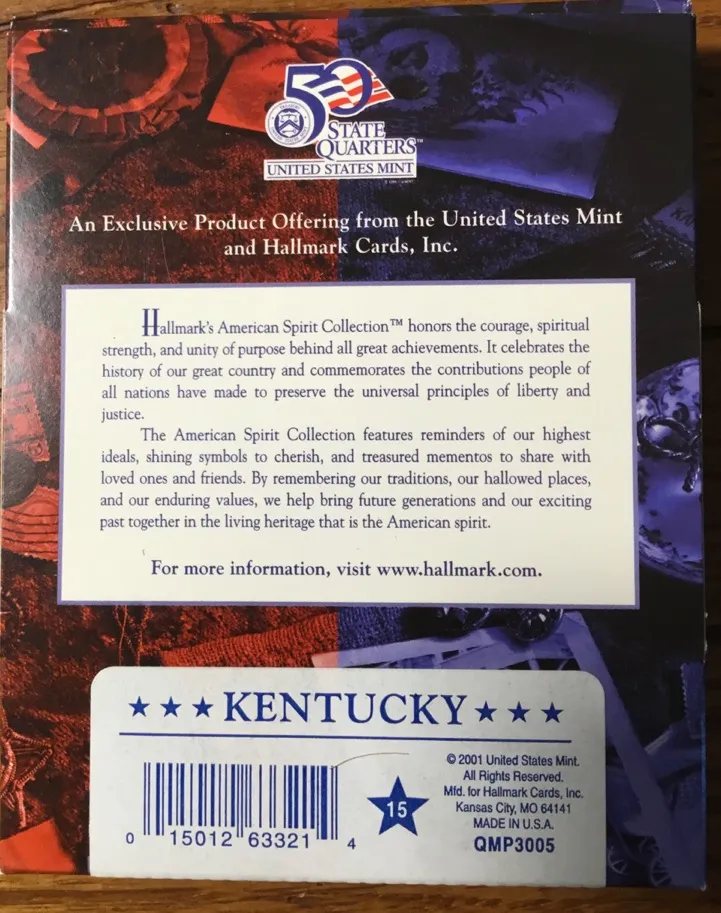 50
STATE
QUARTERS™
UNITED STATES MINT
An Exclusive Product Offering from the United States Mint
and Hallmark Cards, Inc.
Hallmark's American Spirit Collection™ honors the courage, spiritual
strength, and unity of purpose behind all great achievements. It celebrates the
history of our great country and commemorates the contributions people of
all nations have made to preserve the universal principles of liberty and
justice.
The American Spirit Collection features reminders of our highest
ideals, shining symbols to cherish, and treasured mementos to share with
loved ones and friends. By remembering our traditions, our hallowed places,
and our enduring values, we help bring future generations and our exciting
past together in the living heritage that is the American spirit.
For more information, visit www.hallmark.com.
★ ★ ★ KENTUCKY ★ ★ ★
0 15012 63321 4
15
© 2001 United States Mint.
All Rights Reserved.
Mfd. for Hallmark Cards, Inc.
Kansas City, MO 64141
MADE IN U.S.A.
QMP3005